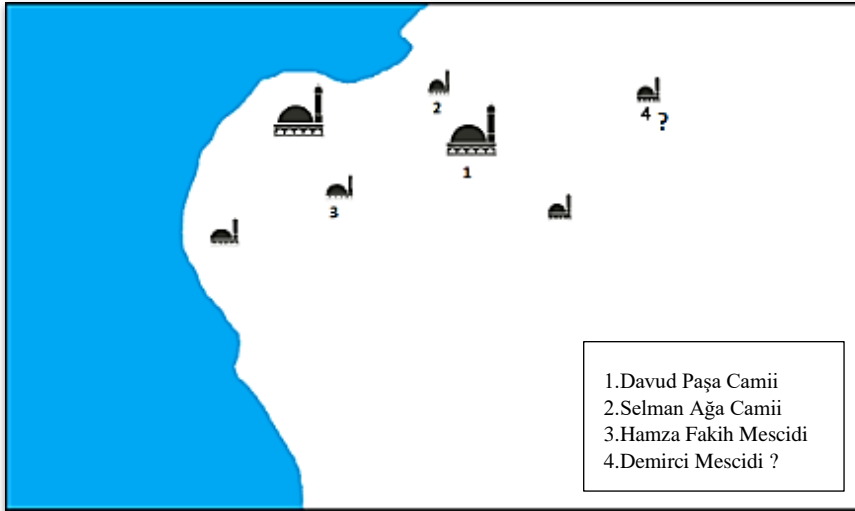 2
4 ?
1
3
1.Davud Paşa Camii
2.Selman Ağa Camii
3.Hamza Fakih Mescidi
4.Demirci Mescidi ?